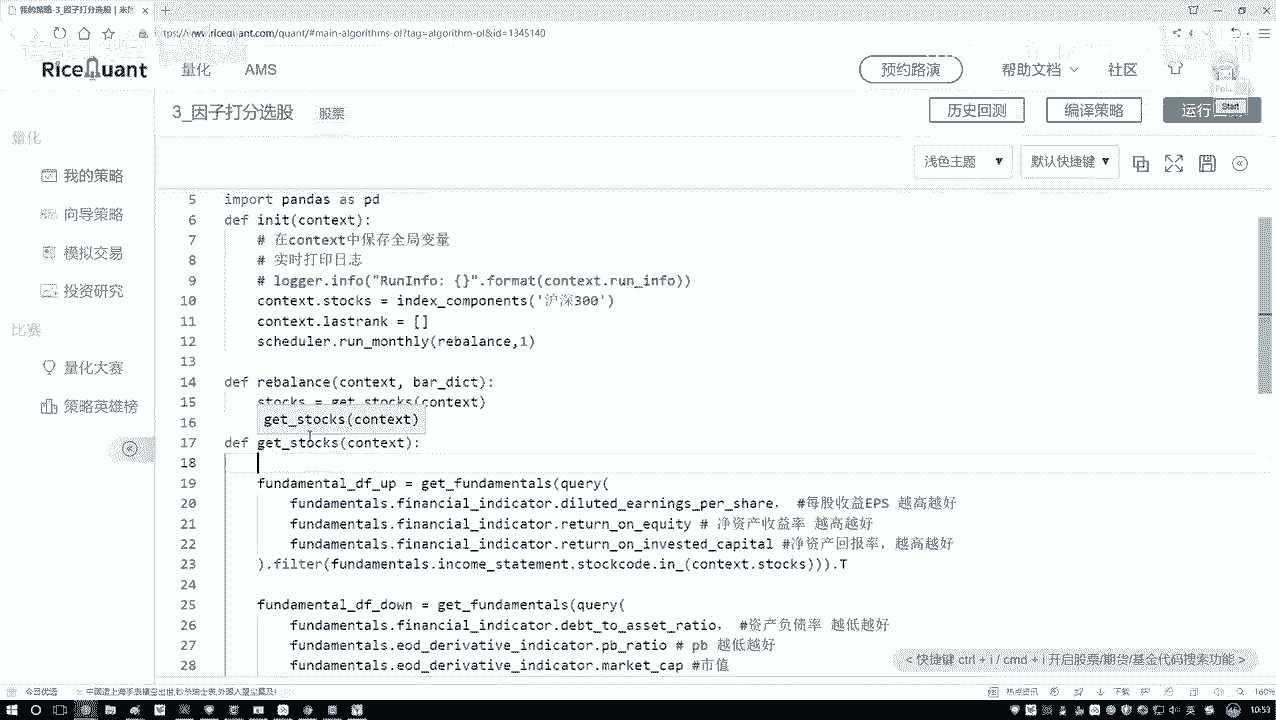 我的策略-3_因子打分选股 | 米
www.ricequant.com/quant/#main-algorithms-ol?tag=algorithm-ol&id=1345140
RiceQuant
量化
AMS
预约路演
帮助文档
社区
3_因子打分选股
股票
历史回测
编译策略
运行
Start
量化
我的策略
向导策略
模拟交易
投资研究
比赛
量化大赛
策略英雄榜
浅色主题
默认快捷键
5 import pandas as pd
6 def init(context):
7 # 在context中保存全局变量
8 # 实时打印日志
9 # logger.info("RunInfo: {}".format(context.run_info))
10 context.stocks = index_components('沪深300')
11 context.lastrank = []
12 scheduler.run_monthly(rebalance,1)
13
14 def rebalance(context, bar_dict):
15 stocks = get_stocks(context)
16 get_stocks(context)
17 def get_stocks(context):
18
19 fundamental_df_up = get_fundamentals(query(
20 fundamentals.financial_indicator.diluted_earnings_per_share, #每股收益EPS 越高越好
21 fundamentals.financial_indicator.return_on_equity # 净资产收益率 越高越好
22 fundamentals.financial_indicator.return_on_invested_capital #净资产回报率，越高越好
23 ).filter(fundamentals.income_statement.stockcode.in_(context.stocks))).T
24
25 fundamental_df_down = get_fundamentals(query(
26 fundamentals.financial_indicator.debt_to_asset_ratio, #资产负债率 越低越好
27 fundamentals.eod_derivative_indicator.pb_ratio # pb 越低越好
28 fundamentals.eod_derivative_indicator.market_cap #市值
< 快捷键 ctrl + i / cmd + i 开启股票/期货/基金代码搜索功能 >
今日优选
热点资讯
下载
160%
英
10:53